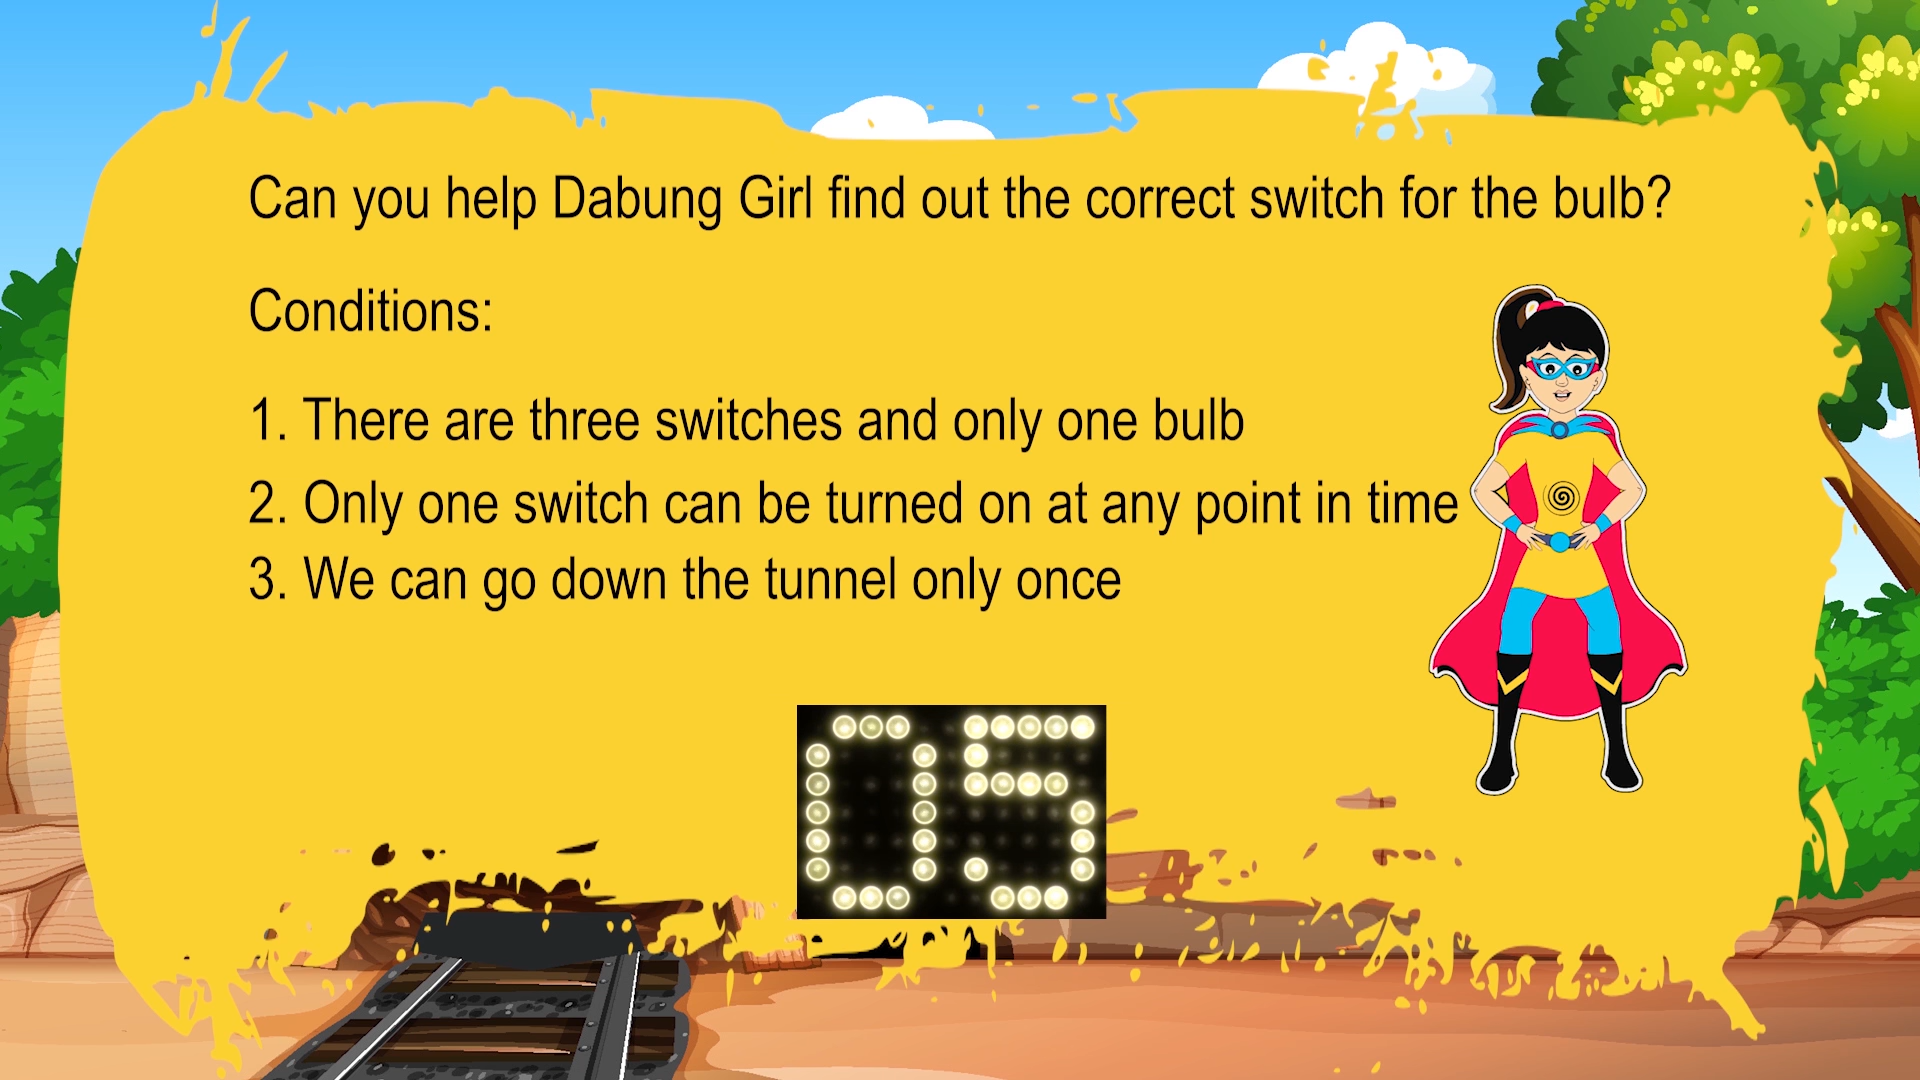 Can you help Dabung Girl find out the correct switch for the bulb?
Conditions:
1. There are three switches and only one bulb
2. Only one switch can be turned on at any point in time
3. We can go down the tunnel only once
05